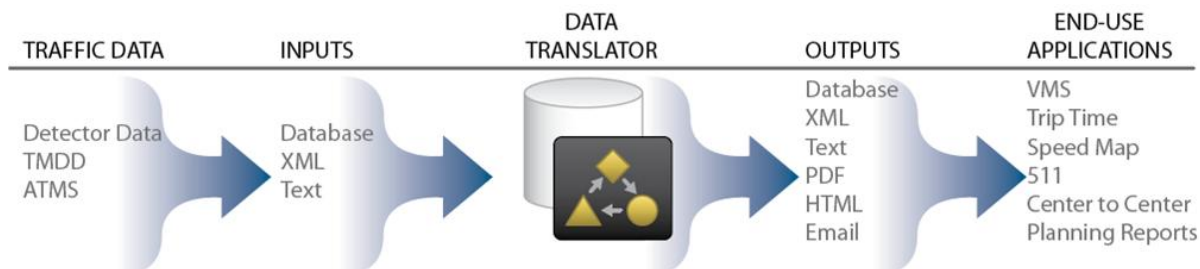 TRAFFIC DATA
INPUTS
DATA
TRANSLATOR
OUTPUTS
END-USE
APPLICATIONS
Detector Data
TMDD
ATMS
Database
XML
Text
Database
XML
Text
PDF
HTML
Email
VMS
Trip Time
Speed Map
511
Center to Center
Planning Reports